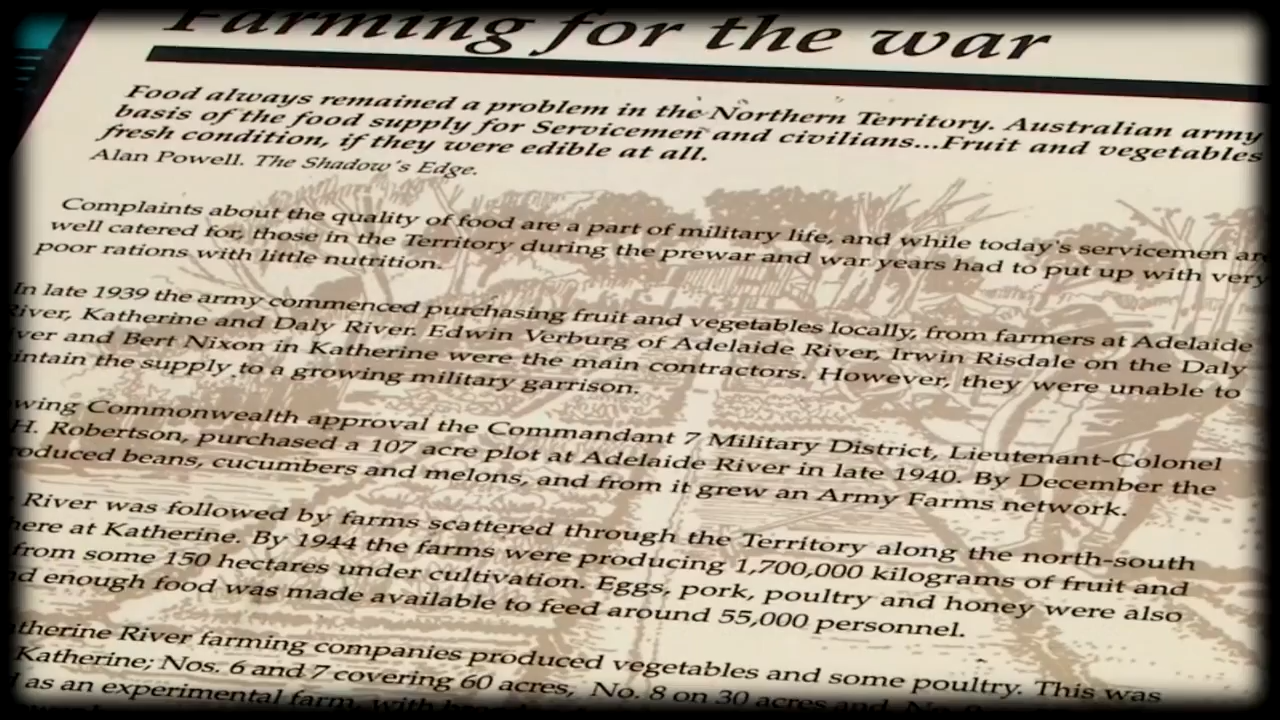 Farming for the war
Food always remained a problem in the Northern Territory. Australian army
basis of the food supply for Servicemen and civilians...Fruit and vegetables
fresh condition, if they were edible at all.
Alan Powell. The Shadow's Edge.
Complaints about the quality of food are a part of military life, and while today's servicemen are
well catered for, those in the Territory during the prewar and war years had to put up with very
poor rations with little nutrition.
In late 1939 the army commenced purchasing fruit and vegetables locally, from farmers at Adelaide
River, Katherine and Daly River. Edwin Verburg of Adelaide River, Irwin Risdale on the Daly
ver and Bert Nixon in Katherine were the main contractors. However, they were unable to
intain the supply to a growing military garrison.
wing Commonwealth approval the Commandant 7 Military District, Lieutenant-Colonel
H. Robertson, purchased a 107 acre plot at Adelaide River in late 1940. By December the
oduced beans, cucumbers and melons, and from it grew an Army Farms network.
River was followed by farms scattered through the Territory along the north-south
here at Katherine. By 1944 the farms were producing 1,700,000 kilograms of fruit and
from some 150 hectares under cultivation. Eggs, pork, poultry and honey were also
d enough food was made available to feed around 55,000 personnel.
therine River farming companies produced vegetables and some poultry. This was
Katherine; Nos. 6 and 7 covering 60 acres, No. 8 on 30 acres and
as an experimental farm, with